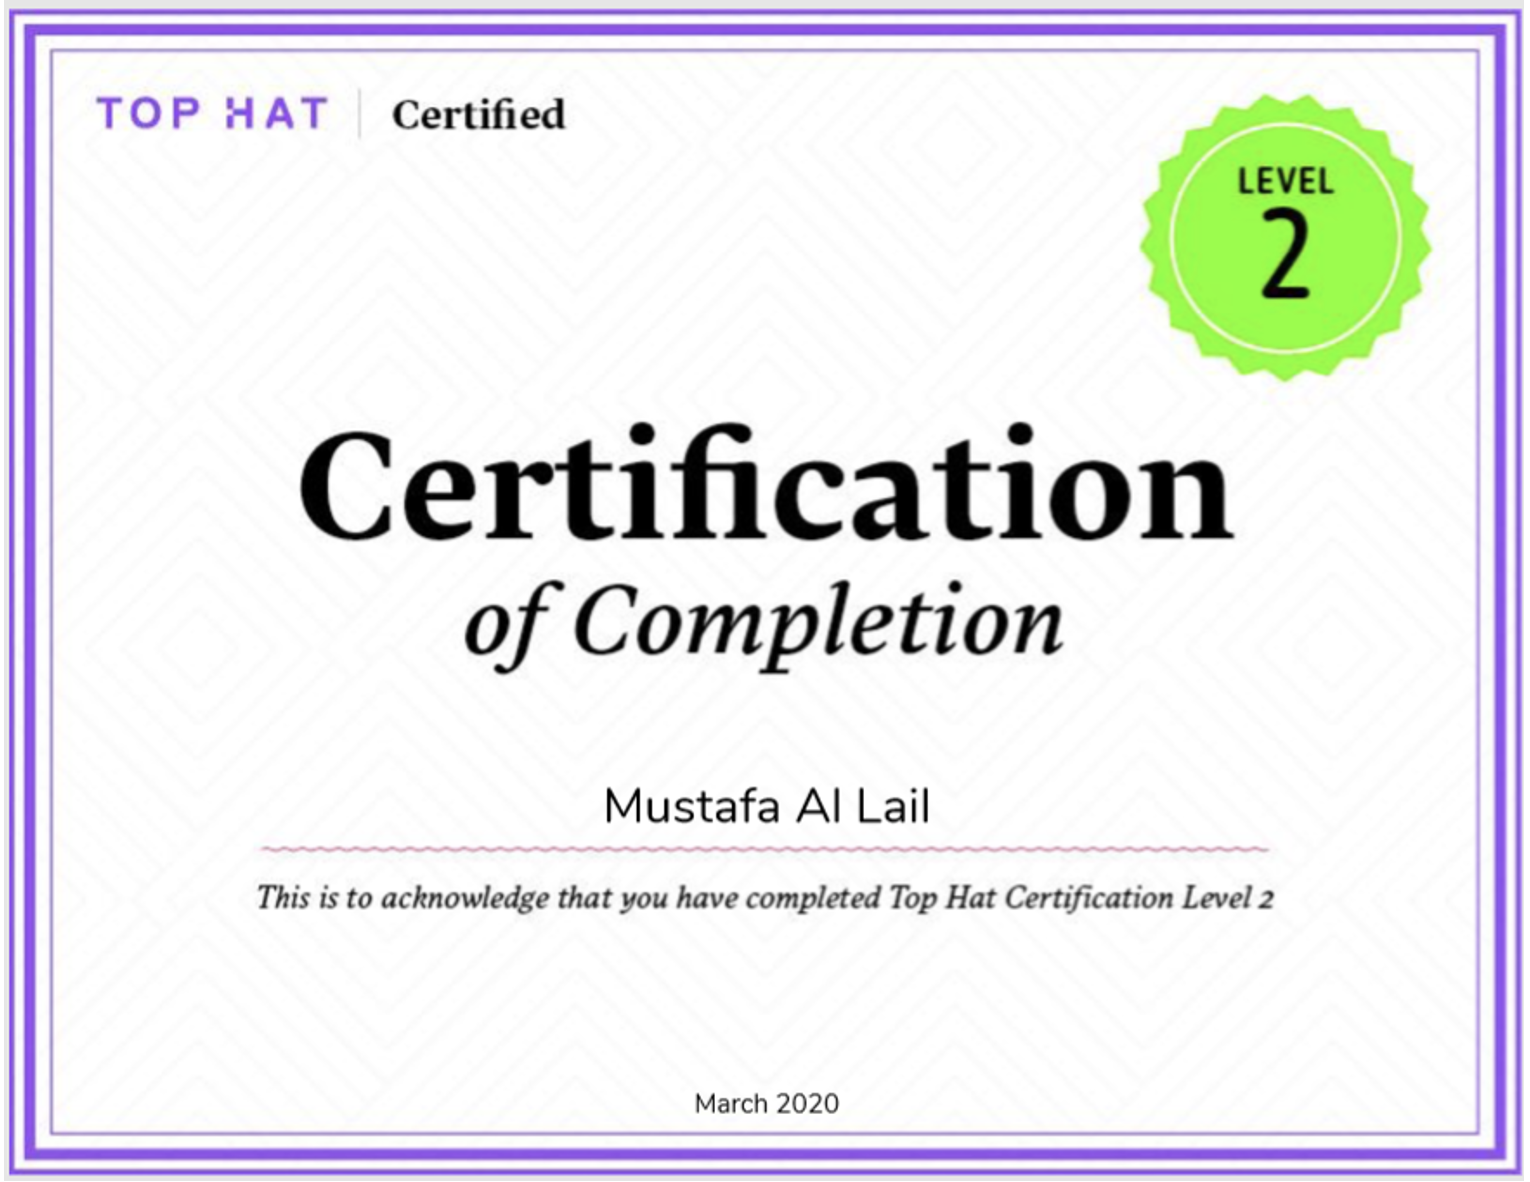 TOP HAT Certified
LEVEL
2
Certification
of Completion
Mustafa Al Lail
This is to acknowledge that you have completed Top Hat Certification Level 2
March 2020